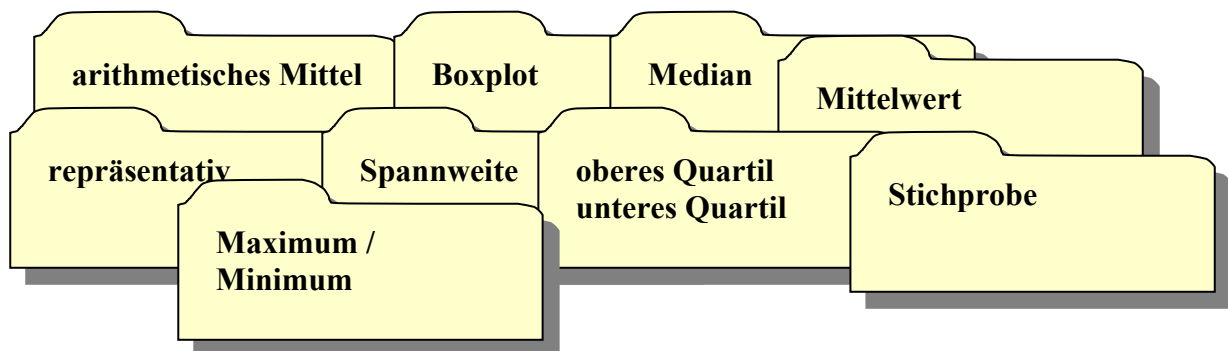 arithmetisches Mittel
Boxplot
Median
Mittelwert
repräsentativ
Spannweite
oberes Quartil
unteres Quartil
Stichprobe
Maximum /
Minimum